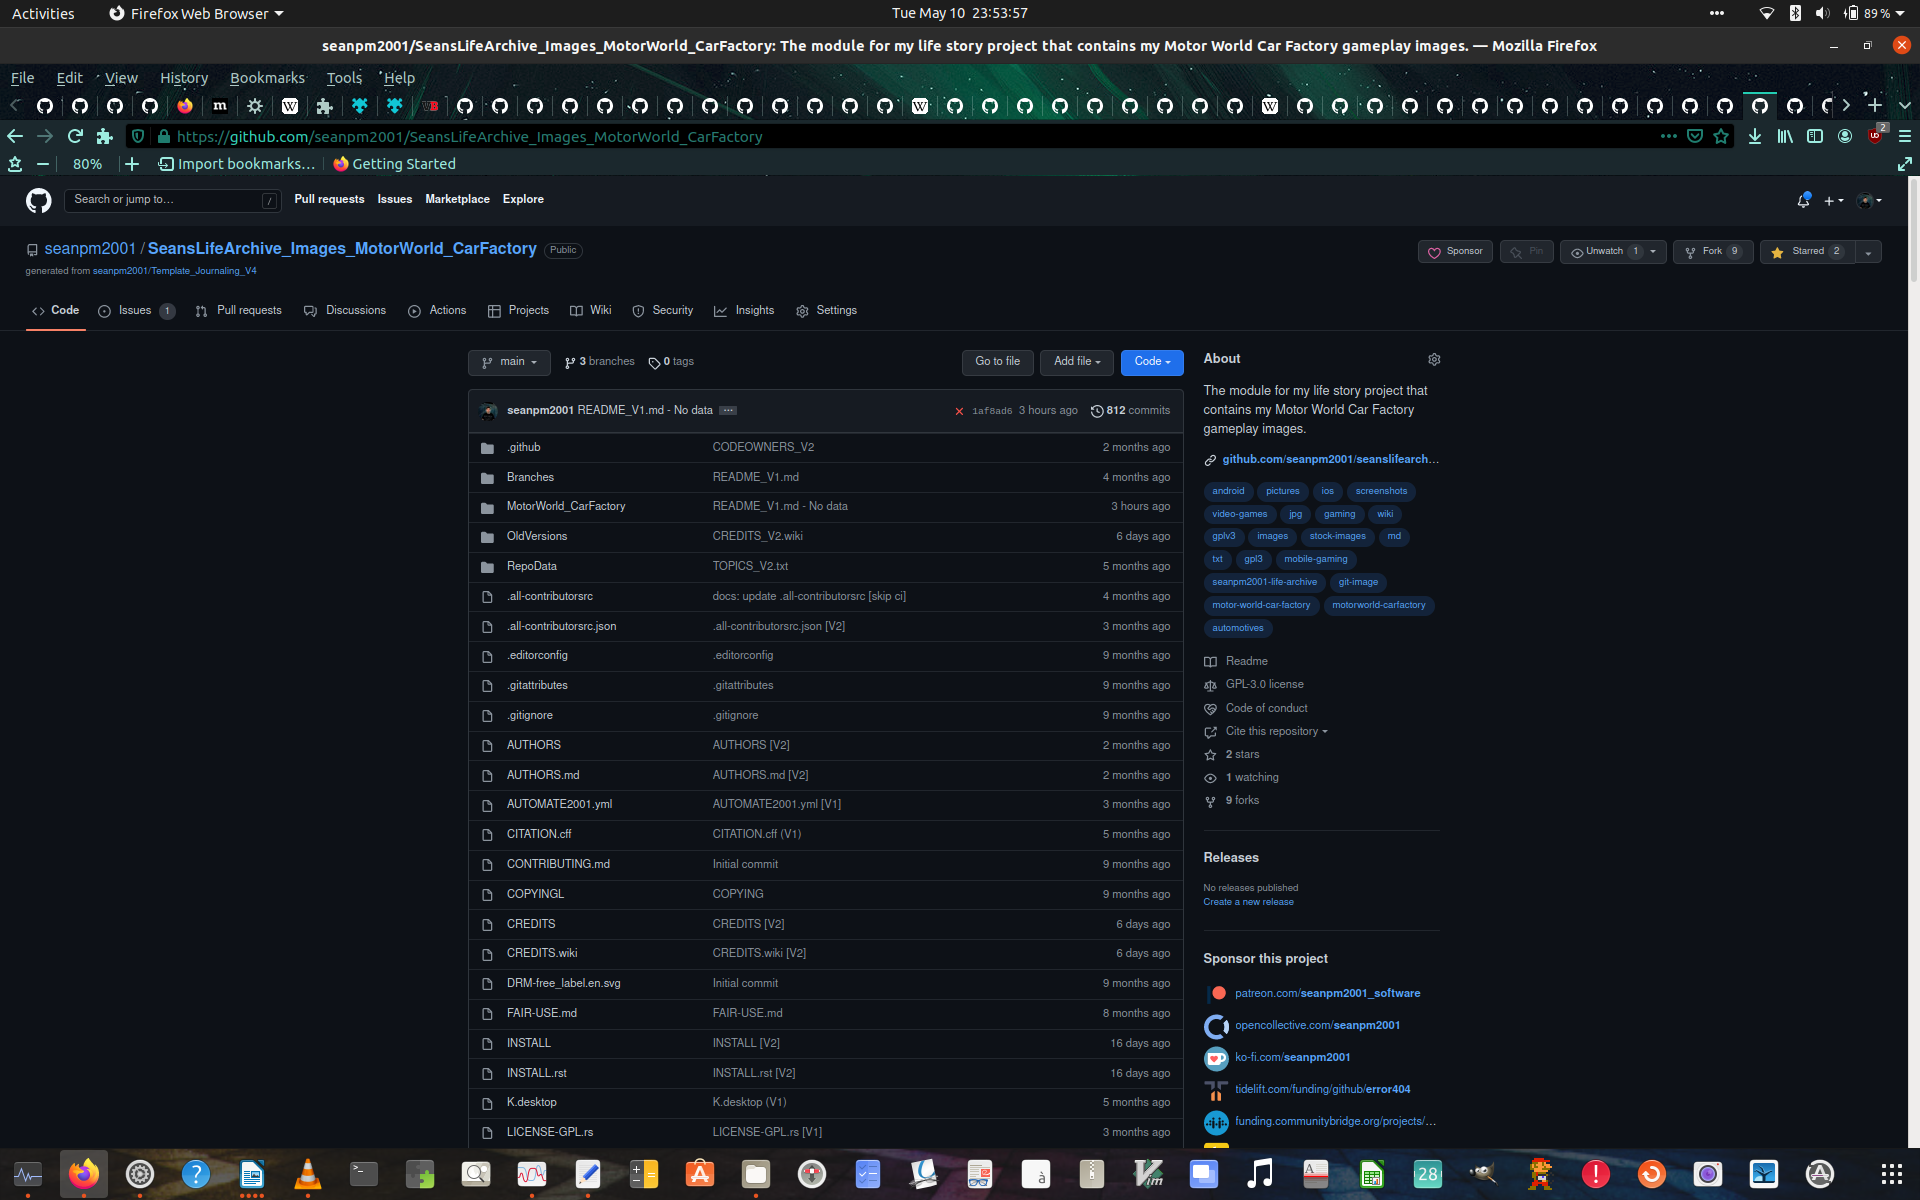 Activities
Firefox Web Browser
Tue May 10 23:53:57
89 %
seanpm2001/SeansLifeArchive_Images_MotorWorld_CarFactory: The module for my life story project that contains my Motor World Car Factory gameplay images. — Mozilla Firefox
File Edit View History Bookmarks Tools Help
https://github.com/seanpm2001/SeansLifeArchive_Images_MotorWorld_CarFactory
2
80%
Import bookmarks...
Getting Started
Search or jump to... /
Pull requests Issues Marketplace Explore
seanpm2001 / SeansLifeArchive_Images_MotorWorld_CarFactory Public
generated from seanpm2001/Template_Journaling_V4
Sponsor
Pin
Unwatch 1
Fork 9
Starred 2
Code
Issues 1
Pull requests
Discussions
Actions
Projects
Wiki
Security
Insights
Settings
main
3 branches
0 tags
Go to file
Add file
Code
seanpm2001 README_V1.md - No data ... 1af8ad6 3 hours ago 812 commits
.github CODEOWNERS_V2 2 months ago
Branches README_V1.md 4 months ago
MotorWorld_CarFactory README_V1.md - No data 3 hours ago
OldVersions CREDITS_V2.wiki 6 days ago
RepoData TOPICS_V2.txt 5 months ago
.all-contributorsrc docs: update .all-contributorsrc [skip ci] 4 months ago
.all-contributorsrc.json .all-contributorsrc.json [V2] 3 months ago
.editorconfig .editorconfig 9 months ago
.gitattributes .gitattributes 9 months ago
.gitignore .gitignore 9 months ago
AUTHORS AUTHORS [V2] 2 months ago
AUTHORS.md AUTHORS.md [V2] 2 months ago
AUTOMATE2001.yml AUTOMATE2001.yml [V1] 3 months ago
CITATION.cff CITATION.cff (V1) 5 months ago
CONTRIBUTING.md Initial commit 9 months ago
COPYINGL COPYING 9 months ago
CREDITS CREDITS [V2] 6 days ago
CREDITS.wiki CREDITS.wiki [V2] 6 days ago
DRM-free_label.en.svg Initial commit 9 months ago
FAIR-USE.md FAIR-USE.md 8 months ago
INSTALL INSTALL [V2] 16 days ago
INSTALL.rst INSTALL.rst [V2] 16 days ago
K.desktop K.desktop (V1) 5 months ago
LICENSE-GPL.rs LICENSE-GPL.rs [V1] 3 months ago
About
The module for my life story project that
contains my Motor World Car Factory
gameplay images.
github.com/seanpm2001/seanslifearch...
android pictures ios screenshots
video-games jpg gaming wiki
gplv3 images stock-images md
txt gpl3 mobile-gaming
seanpm2001-life-archive git-image
motor-world-car-factory motorworld-carfactory
automotives
Readme
GPL-3.0 license
Code of conduct
Cite this repository
2 stars
1 watching
9 forks
Releases
No releases published
Create a new release
Sponsor this project
patreon.com/seanpm2001_software
opencollective.com/seanpm2001
ko-fi.com/seanpm2001
tidelift.com/funding/github/error404
funding.communitybridge.org/projects/...
28